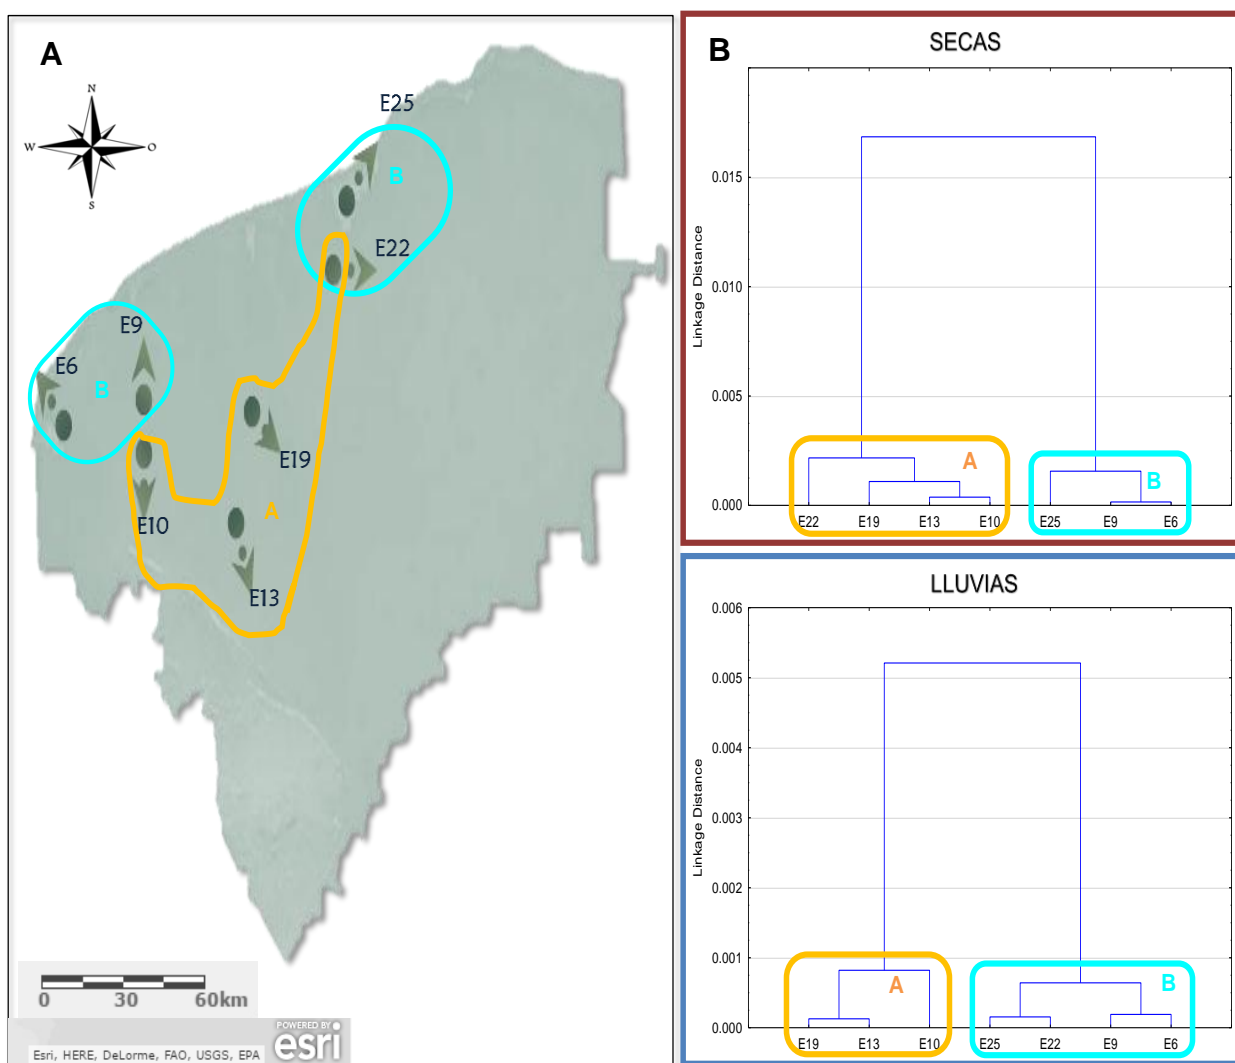 A
N
W
O
S
E25
B
E22
E9
E6
B
E19
E10
A
E13
0 30 60km
POWERED BY
esri
Esri, HERE, DeLorme, FAO, USGS, EPA
B
SECAS
Linkage Distance
0.015
0.010
0.005
0.000
A
B
E22 E19 E13 E10 E25 E9 E6
LLUVIAS
Linkage Distance
0.006
0.005
0.004
0.003
0.002
0.001
0.000
A
B
E19 E13 E10 E25 E22 E9 E6